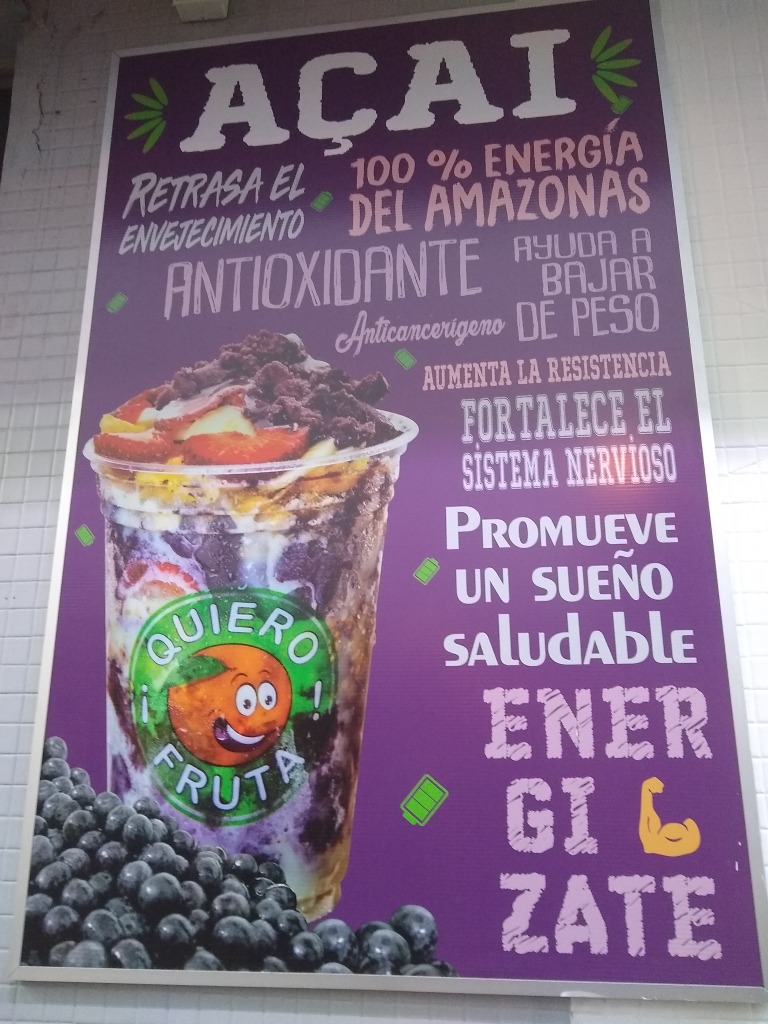 AÇAI
RETRASA EL
ENVEJECIMIENTO
100 % ENERGÍA
DEL AMAZONAS
ANTIOXIDANTE
AYUDA A
BAJAR
DE PESO
Anticancerígeno
AUMENTA LA RESISTENCIA
FORTALECE EL
SISTEMA NERVIOSO
PROMUEVE
UN SUEÑO
SALUDABLE
¡QUIERO
FRUTA!
ENER
GI
ZATE